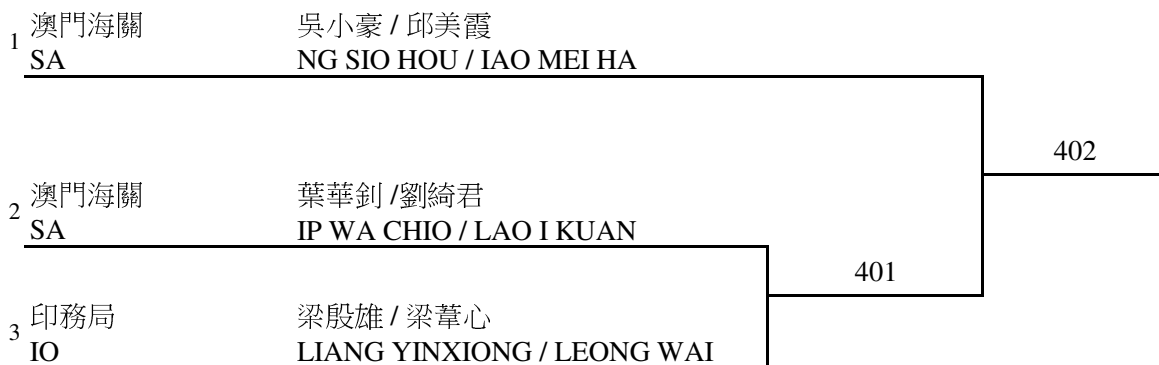 1 澳門海關 吳小豪 / 邱美霞
SA NG SIO HOU / IAO MEI HA
402
2 澳門海關 葉華釗 /劉綺君
SA IP WA CHIO / LAO I KUAN
401
3 印務局 梁殷雄 / 梁葦心
IO LIANG YINXIONG / LEONG WAI